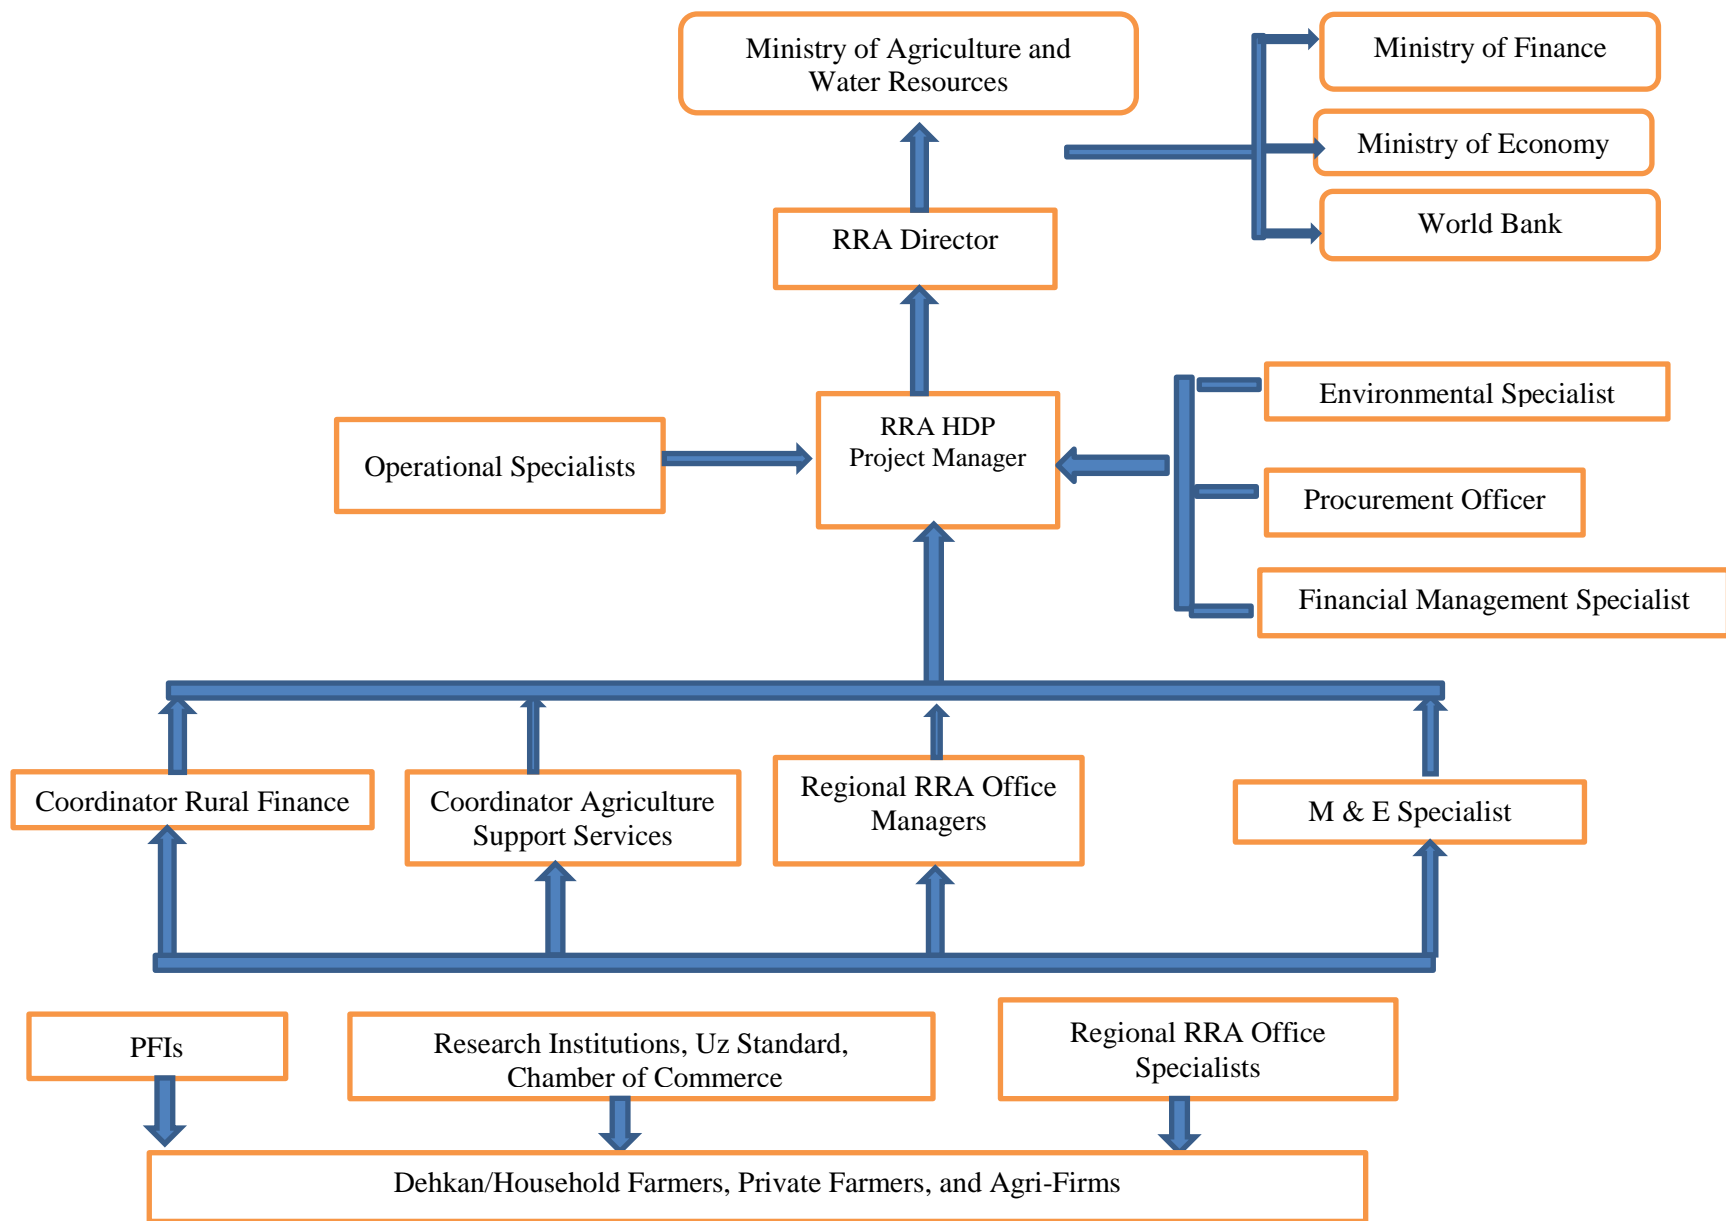 Ministry of Agriculture and
Water Resources
Ministry of Finance
Ministry of Economy
World Bank
RRA Director
Environmental Specialist
RRA HDP
Project Manager
Operational Specialists
Procurement Officer
Financial Management Specialist
Coordinator Rural Finance
Coordinator Agriculture
Support Services
Regional RRA Office
Managers
M & E Specialist
PFIs
Research Institutions, Uz Standard,
Chamber of Commerce
Regional RRA Office
Specialists
Dehkan/Household Farmers, Private Farmers, and Agri-Firms